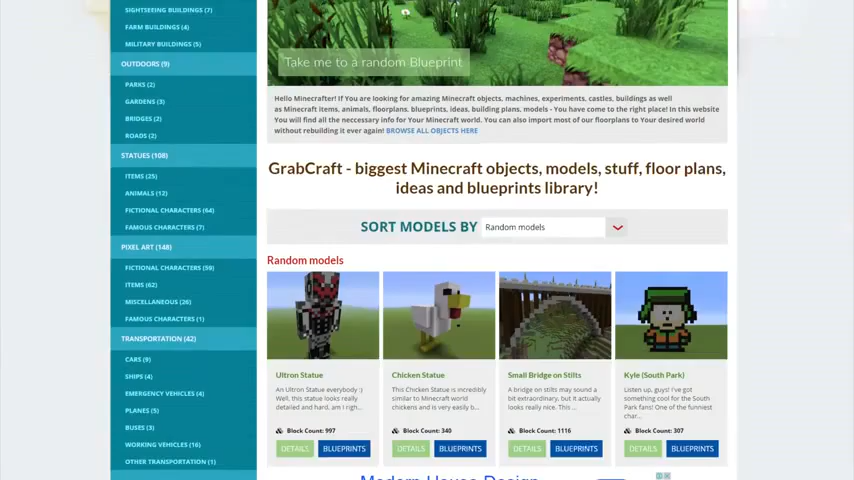 SIGHTSEEING BUILDINGS (7)
FARM BUILDINGS (4)
MILITARY BUILDINGS (5)
OUTDOORS (9)
PARKS (2)
GARDENS (3)
BRIDGES (2)
ROADS (2)
STATUES (108)
ITEMS (25)
ANIMALS (12)
FICTIONAL CHARACTERS (64)
FAMOUS CHARACTERS (7)
PIXEL ART (148)
FICTIONAL CHARACTERS (59)
ITEMS (62)
MISCELLANEOUS (26)
FAMOUS CHARACTERS (1)
TRANSPORTATION (42)
CARS (9)
SHIPS (4)
EMERGENCY VEHICLES (4)
PLANES (5)
BUSES (3)
WORKING VEHICLES (16)
OTHER TRANSPORTATION (1)
Take me to a random Blueprint
Hello Minecrafter! If You are looking for amazing Minecraft objects, machines, experiments, castles, buildings as well
as Minecraft items, animals, floorplans, blueprints, ideas, building plans, models - You have come to the right place! In this website
You will find all the neccessary info for Your Minecraft world. You can also import most of our floorplans to Your desired world
without rebuilding it ever again! BROWSE ALL OBJECTS HERE
GrabCraft - biggest Minecraft objects, models, stuff, floor plans,
ideas and blueprints library!
SORT MODELS BY Random models
Random models
Ultron Statue
An Ultron Statue everybody :)
Well, this statue looks really
detailed and hard, am I righ...
Block Count: 997
DETAILS BLUEPRINTS
Chicken Statue
This Chicken Statue is incredibly
similar to Minecraft world
chickens and is very easily b...
Block Count: 340
DETAILS BLUEPRINTS
Small Bridge on Stilts
A bridge on stilts may sound a
bit extraordinary, but it actually
looks really nice. This ...
Block Count: 1116
DETAILS BLUEPRINTS
Kyle (South Park)
Listen up, guys! I've got
something cool for the South
Park fans! One of the funniest
char...
Block Count: 307
DETAILS BLUEPRINTS
Modern House Design